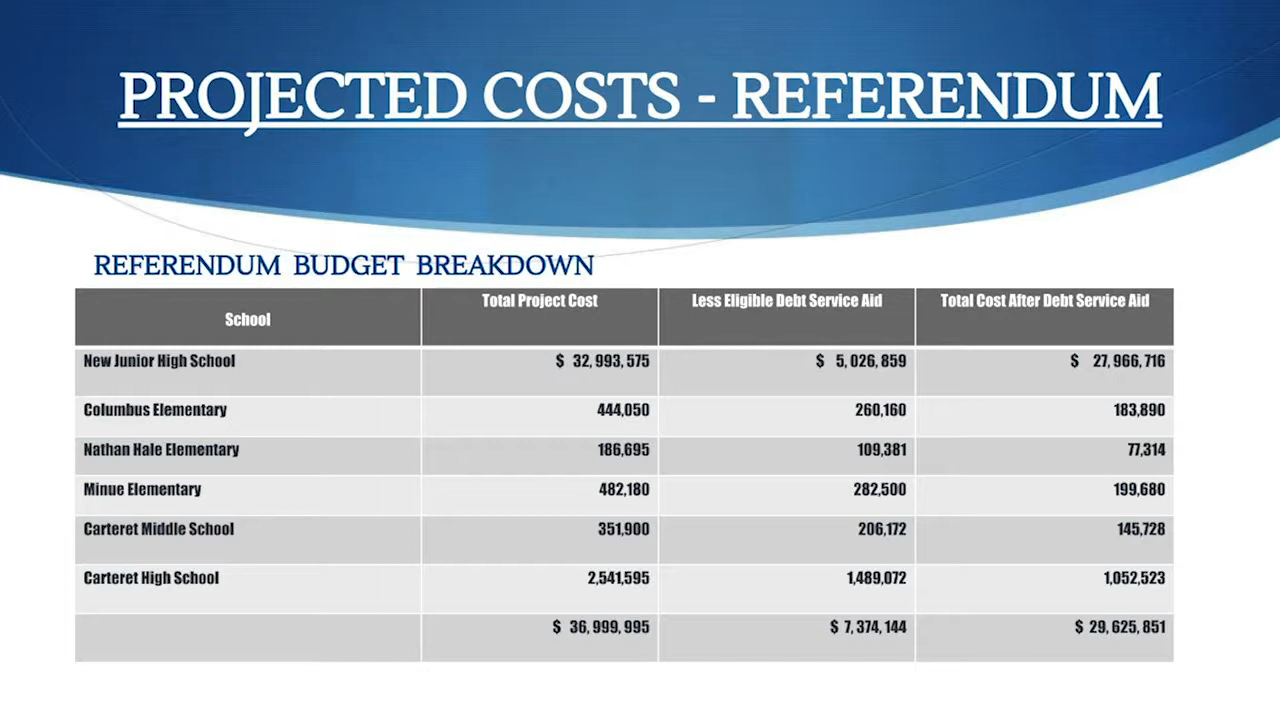 PROJECTED COSTS - REFERENDUM
REFERENDUM BUDGET BREAKDOWN
School Total Project Cost Less Eligible Debt Service Aid Total Cost After Debt Service Aid
New Junior High School $ 32,993,575 $ 5,026,859 $ 27,966,716
Columbus Elementary 444,050 260,160 183,890
Nathan Hale Elementary 186,695 109,381 77,314
Minue Elementary 482,180 282,500 199,680
Carteret Middle School 351,900 206,172 145,728
Carteret High School 2,541,595 1,489,072 1,052,523
$ 36,999,995 $ 7,374,144 $ 29,625,851